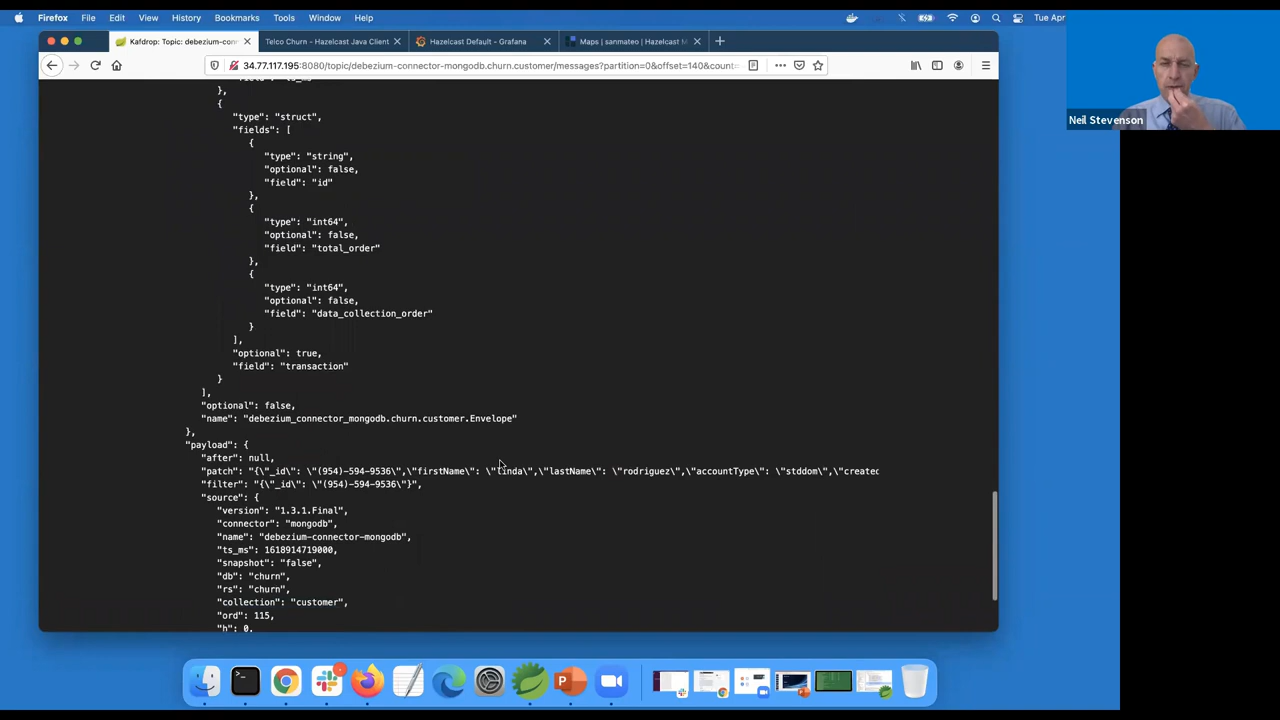 Firefox File Edit View History Bookmarks Tools Window Help Tue Apr
Kafdrop: Topic: debezium-conn
Telco Churn - Hazelcast Java Client
Hazelcast Default - Grafana
Maps | sanmateo | Hazelcast M
34.77.117.195:8080/topic/debezium-connector-mongodb.churn.customer/messages?partition=0&offset=140&count=
Neil Stevenson
},
{
"type": "struct",
"fields": [
{
"type": "string",
"optional": false,
"field": "id"
},
{
"type": "int64",
"optional": false,
"field": "total_order"
},
{
"type": "int64",
"optional": false,
"field": "data_collection_order"
}
],
"optional": true,
"field": "transaction"
}
],
"optional": false,
"name": "debezium_connector_mongodb.churn.customer.Envelope"
},
"payload": {
"after": null,
"patch": "{\"_id\": \"(954)-594-9536\",\"firstName\": \"linda\",\"lastName\": \"rodriguez\",\"accountType\": \"stddom\",\"created
"filter": "{\"_id\": \"(954)-594-9536\"}",
"source": {
"version": "1.3.1.Final",
"connector": "mongodb",
"name": "debezium-connector-mongodb",
"ts_ms": 1618914719000,
"snapshot": "false",
"db": "churn",
"rs": "churn",
"collection": "customer",
"ord": 115,
"h": 0,